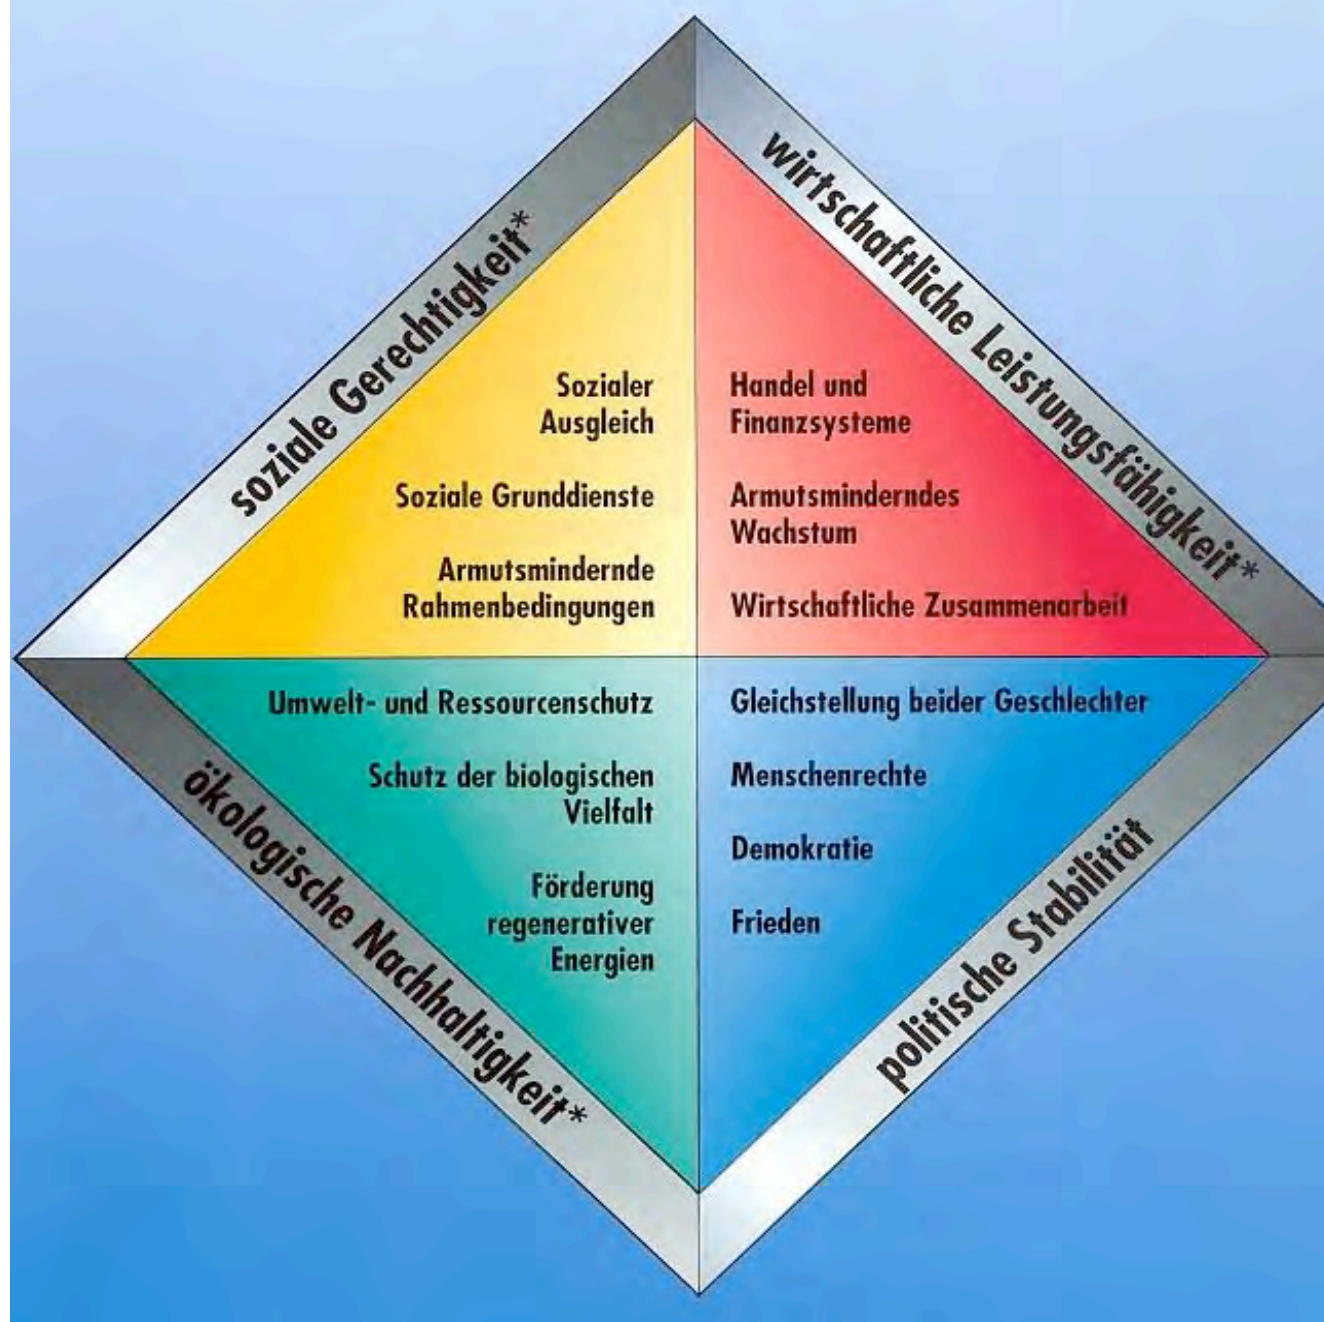 soziale Gerechtigkeit*
wirtschaftliche Leistungsfähigkeit*
Sozialer
Ausgleich
Soziale Grunddienste
Armutsmindernde
Rahmenbedingungen
Handel und
Finanzsysteme
Armutsminderndes
Wachstum
Wirtschaftliche Zusammenarbeit
Umwelt- und Ressourcenschutz
Schutz der biologischen
Vielfalt
Förderung
regenerativer
Energien
Gleichstellung beider Geschlechter
Menschenrechte
Demokratie
Frieden
ökologische Nachhaltigkeit*
politische Stabilität